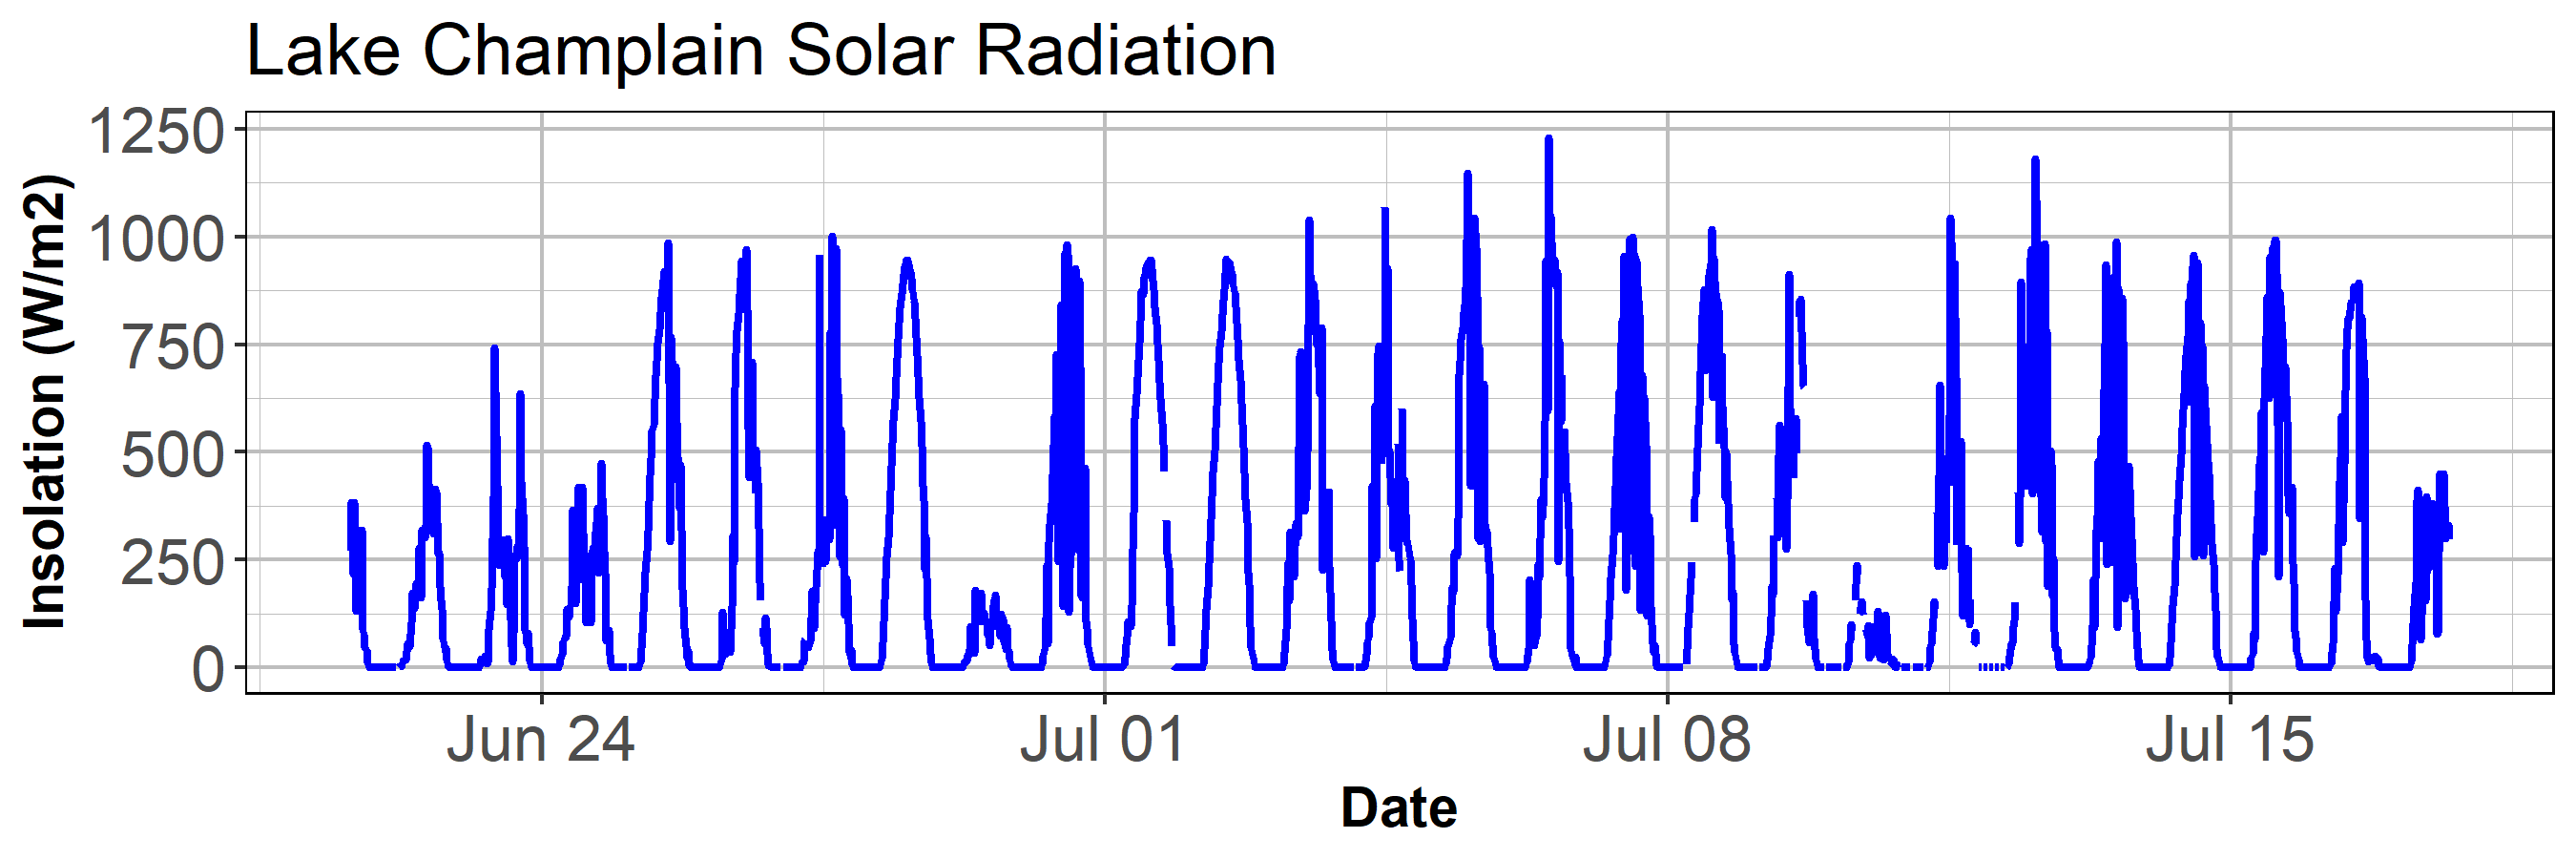 Lake Champlain Solar Radiation
Insolation (W/m2)
1250
1000
750
500
250
0
Jun 24
Jul 01
Jul 08
Jul 15
Date